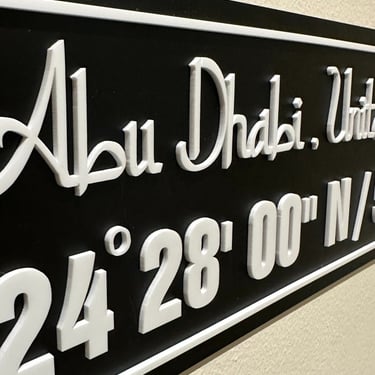 Abu Dhabi,
24° 28' 00" N /